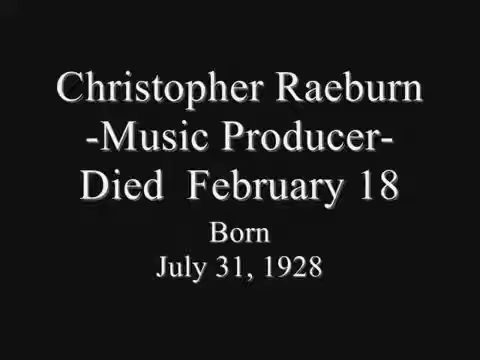 Christopher Raeburn
-Music Producer-
Died  February 18
Born
July 31, 1928